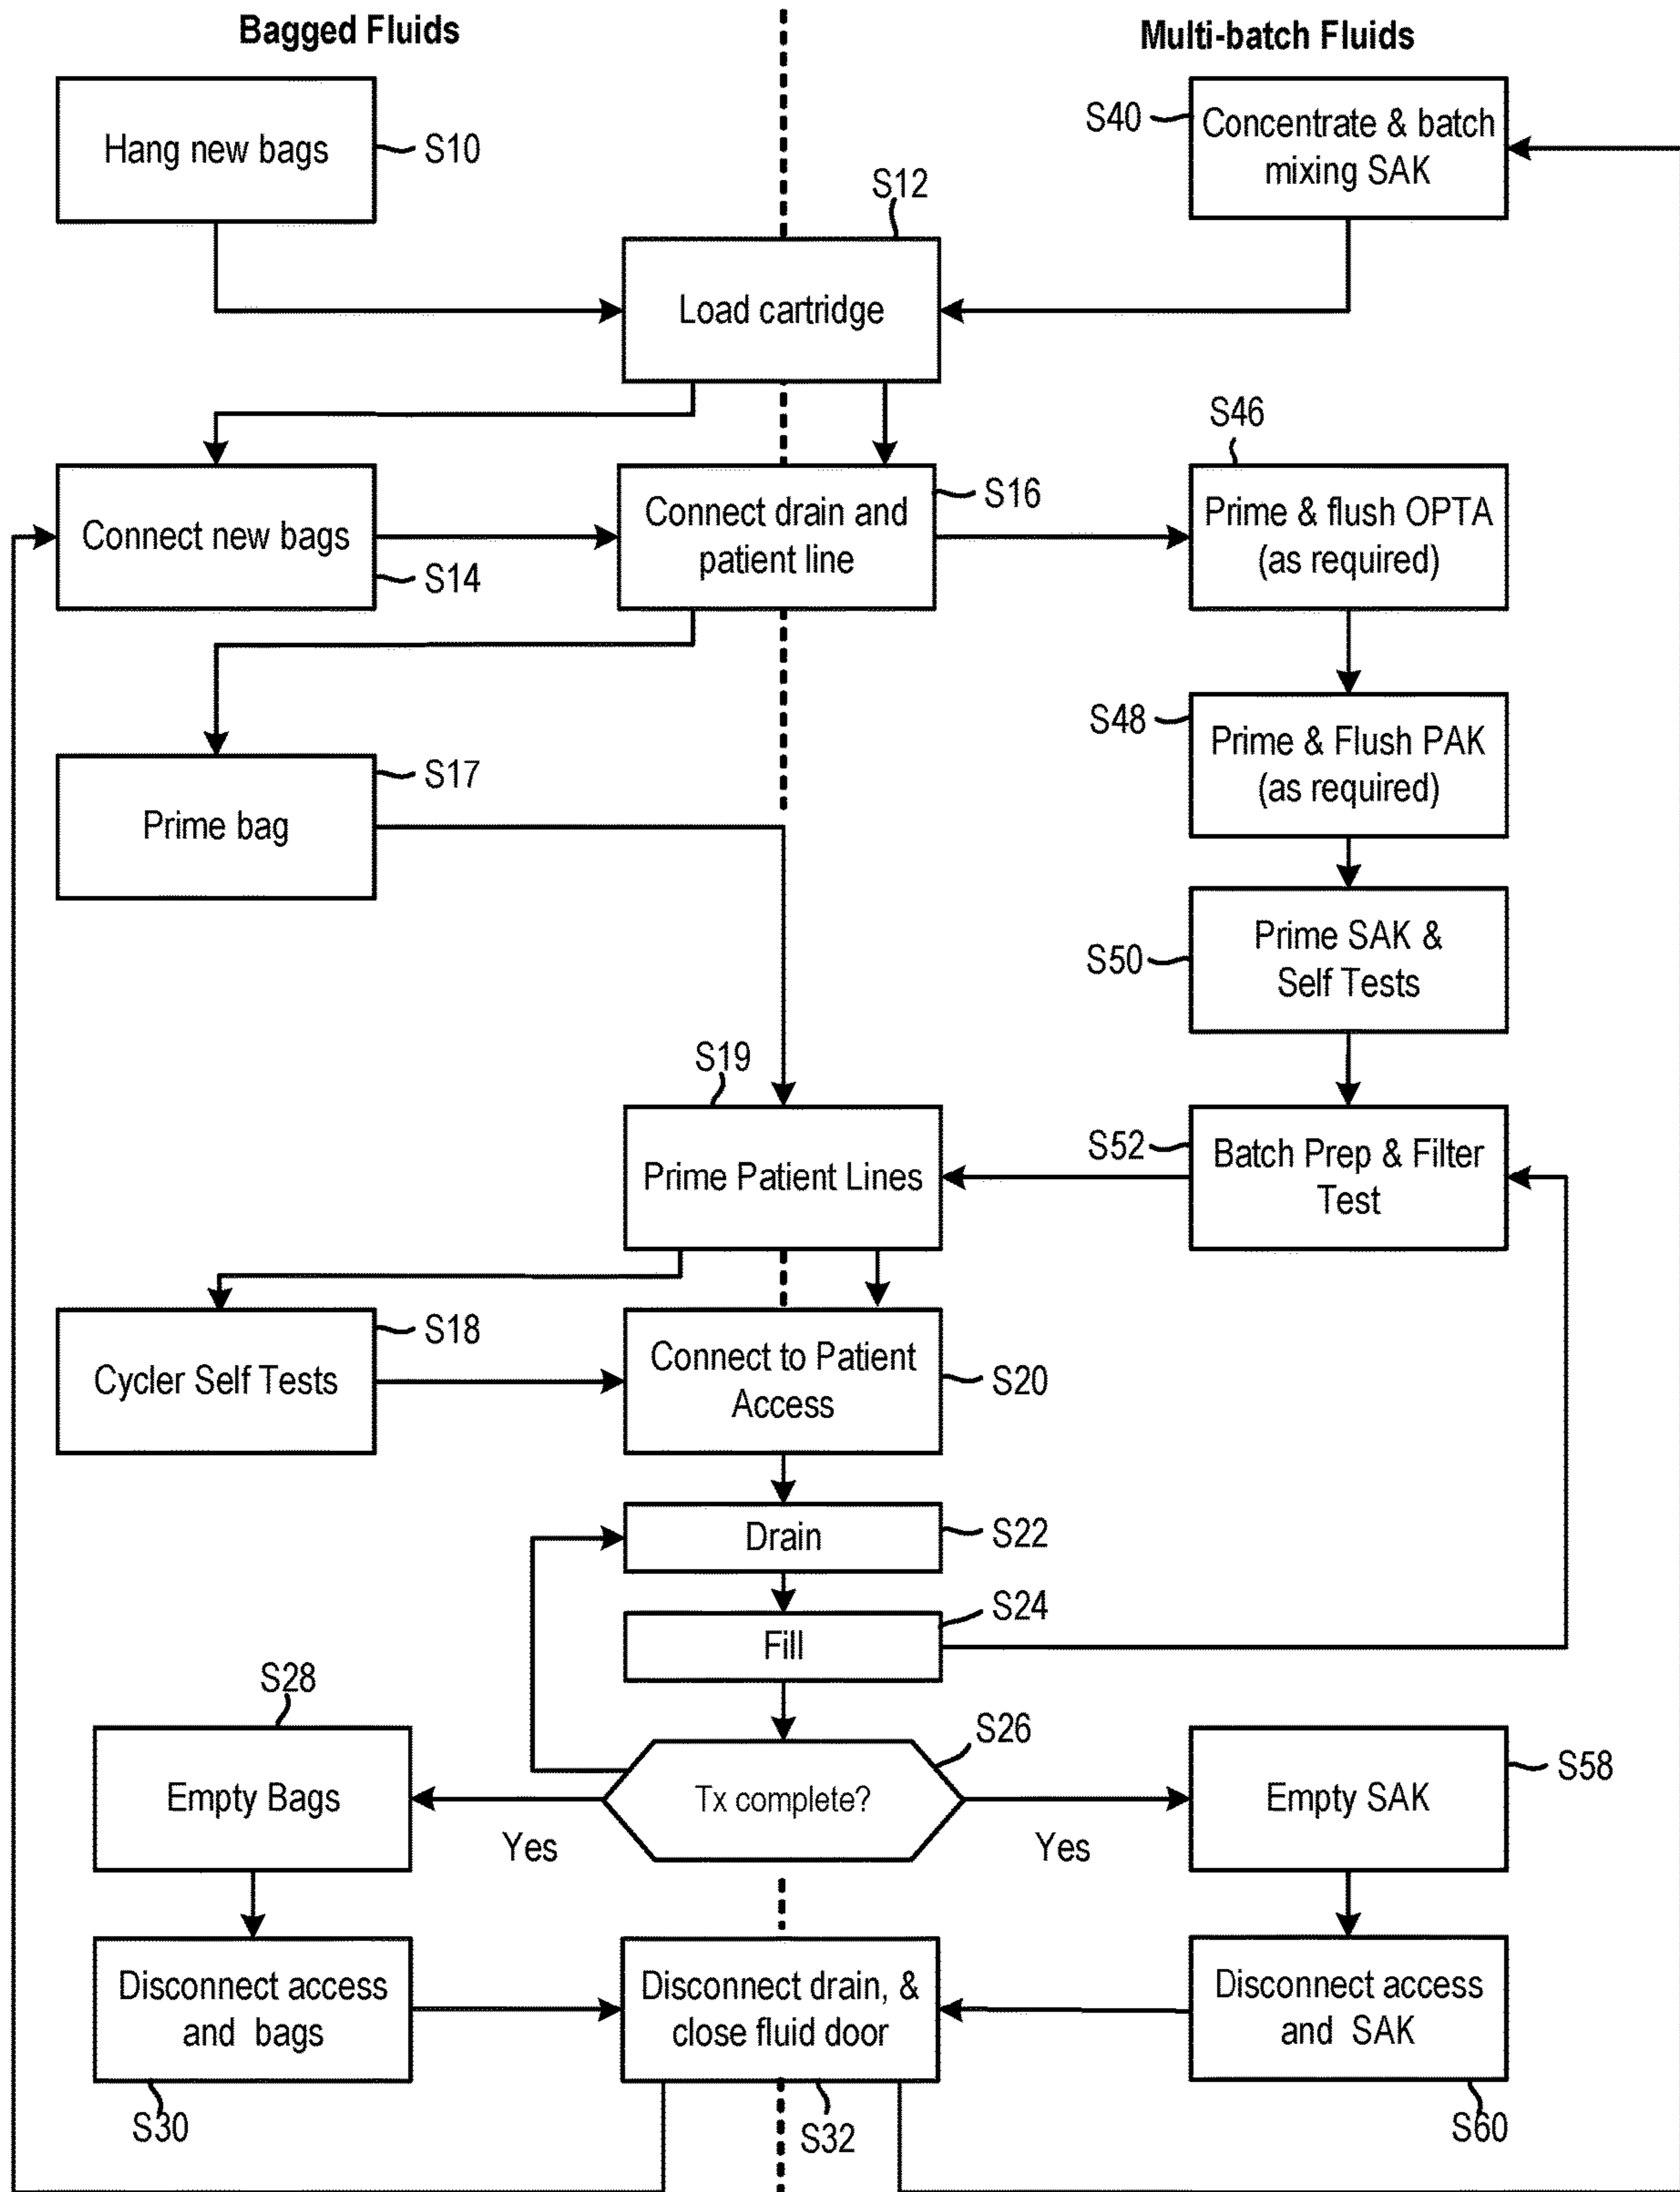 Bagged Fluids
Multi-batch Fluids
Hang new bags
S10
S40
Concentrate & batch
mixing SAK
S12
Load cartridge
S46
Connect new bags
S14
Connect drain and
patient line
S16
Prime & flush OPTA
(as required)
S48
Prime & Flush PAK
(as required)
S17
Prime bag
S50
Prime SAK &
Self Tests
S19
Prime Patient Lines
S52
Batch Prep & Filter
Test
S18
Cycler Self Tests
Connect to Patient
Access
S20
Drain
S22
S24
Fill
S28
S26
Empty Bags
Yes
Tx complete?
Yes
Empty SAK
S58
Disconnect access
and bags
S30
Disconnect drain, &
close fluid door
S32
Disconnect access
and SAK
S60